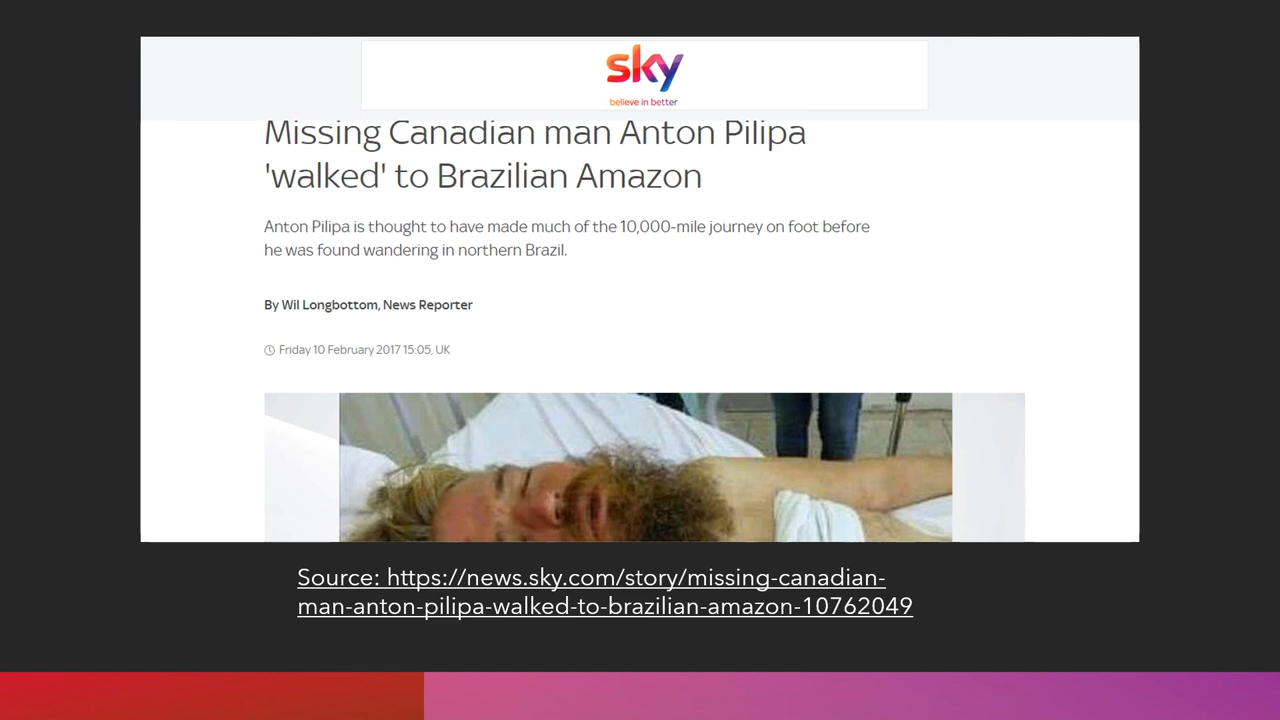 sky
believe in better
Missing Canadian man Anton Pilipa
'walked' to Brazilian Amazon
Anton Pilipa is thought to have made much of the 10,000-mile journey on foot before
he was found wandering in northern Brazil.
By Wil Longbottom, News Reporter
Friday 10 February 2017 15:05, UK
Source: https://news.sky.com/story/missing-canadian-
man-anton-pilipa-walked-to-brazilian-amazon-10762049